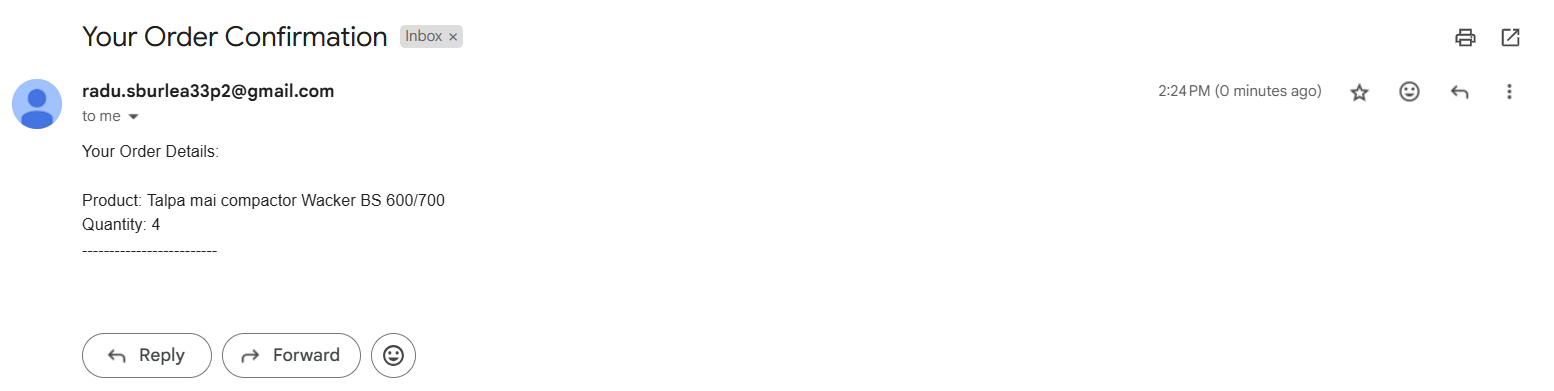 Your Order Confirmation Inbox ×
radu.sburlea33p2@gmail.com 2:24 PM (0 minutes ago)
to me
Your Order Details:
Product: Talpa mai compactor Wacker BS 600/700
Quantity: 4
-------------------------
Reply Forward